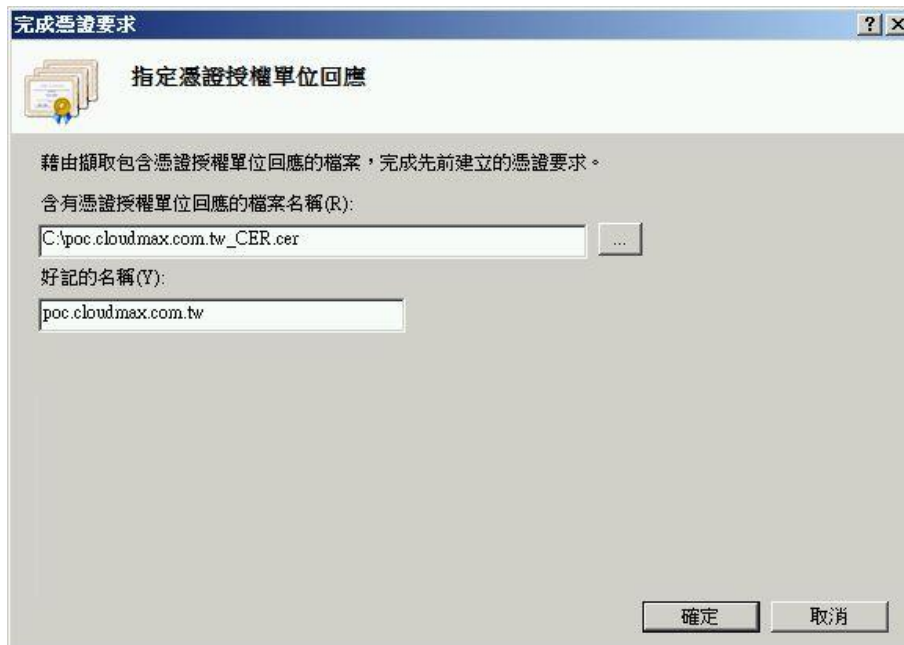 完成憑證要求
指定憑證授權單位回應
藉由擷取包含憑證授權單位回應的檔案，完成先前建立的憑證要求。
含有憑證授權單位回應的檔案名稱(R):
C:\poc.cloudmax.com.tw_CER.cer
...
好記的名稱(Y):
poc.cloudmax.com.tw
確定
取消